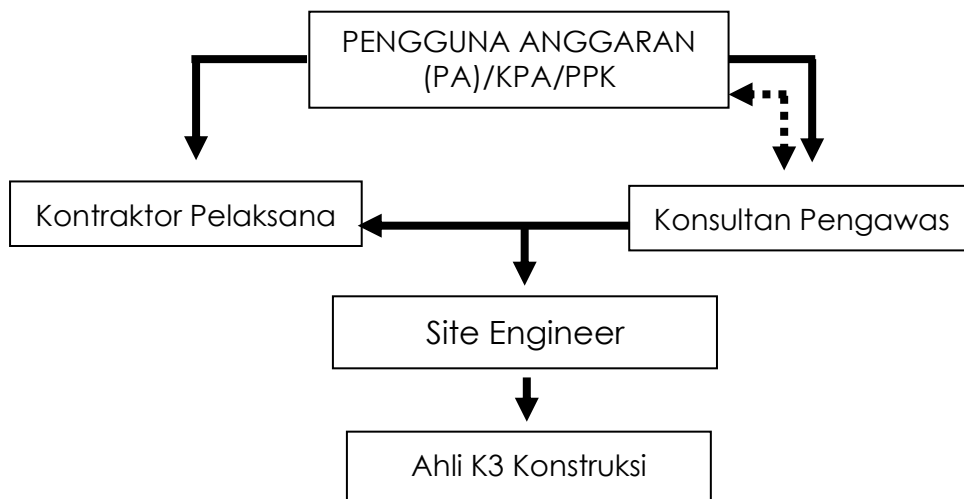 PENGGUNA ANGGARAN
(PA)/KPA/PPK
Kontraktor Pelaksana
Konsultan Pengawas
Site Engineer
Ahli K3 Konstruksi